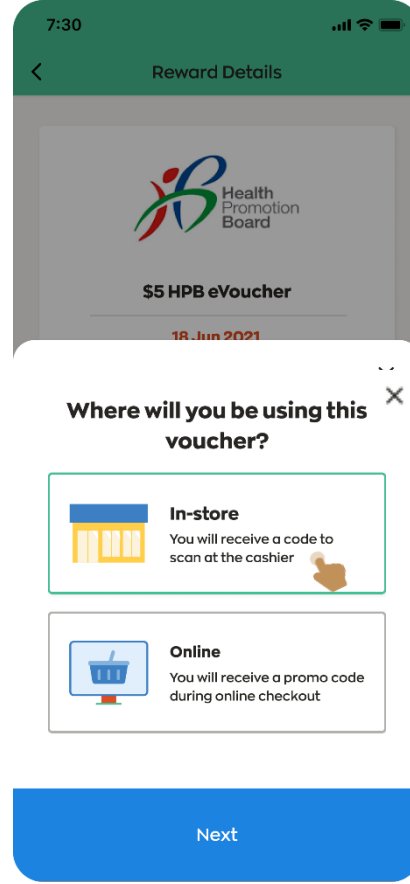 7:30
Reward Details
Health
Promotion
Board
$5 HPB eVoucher
18 Jun 2021
Where will you be using this
voucher?
In-store
You will receive a code to
scan at the cashier
Online
You will receive a promo code
during online checkout
Next